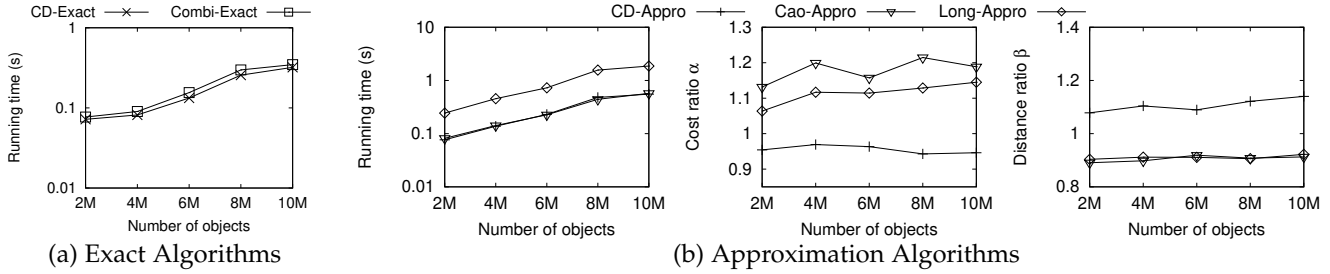 CD-Exact
Combi-Exact
1
0.1
0.01
Running time (s)
2M 4M 6M 8M 10M
Number of objects
(a) Exact Algorithms
CD-Appro
Cao-Appro
Long-Appro
10
1
0.1
0.01
Running time (s)
2M 4M 6M 8M 10M
Number of objects
1.3
1.2
1.1
1
0.9
Cost ratio α
2M 4M 6M 8M 10M
Number of objects
1.4
1.2
1
0.8
Distance ratio β
2M 4M 6M 8M 10M
Number of objects
(b) Approximation Algorithms